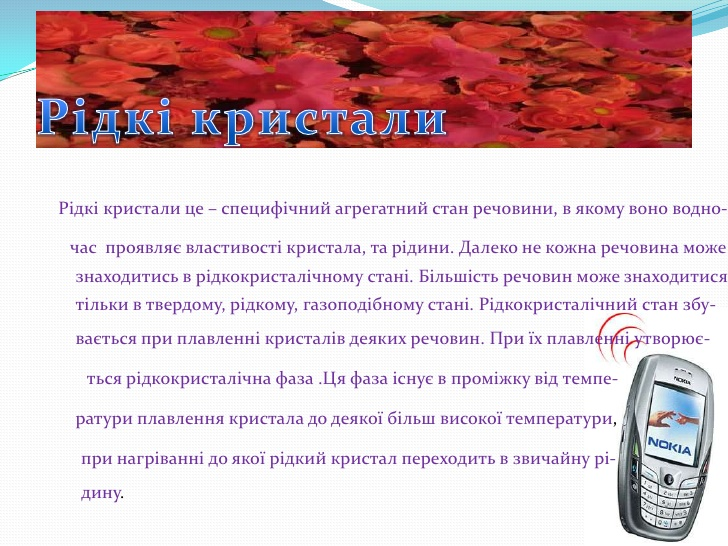 Рідкі кристали
Рідкі кристали це – специфічний агрегатний стан речовини, в якому воно водно-
час проявляє властивості кристала, та рідини. Далеко не кожна речовина може
знаходитись в рідкокристалічному стані. Більшість речовин може знаходитися
тільки в твердому, рідкому, газоподібному стані. Рідкокристалічний стан збу-
вається при плавленні кристалів деяких речовин. При їх плавленні утворює-
ться рідкокристалічна фаза .Ця фаза існує в проміжку від темпе-
ратури плавлення кристала до деякої більш високої температури,
при нагріванні до якої рідкий кристал переходить в звичайну рі-
дину.
NOKIA
NOKIA